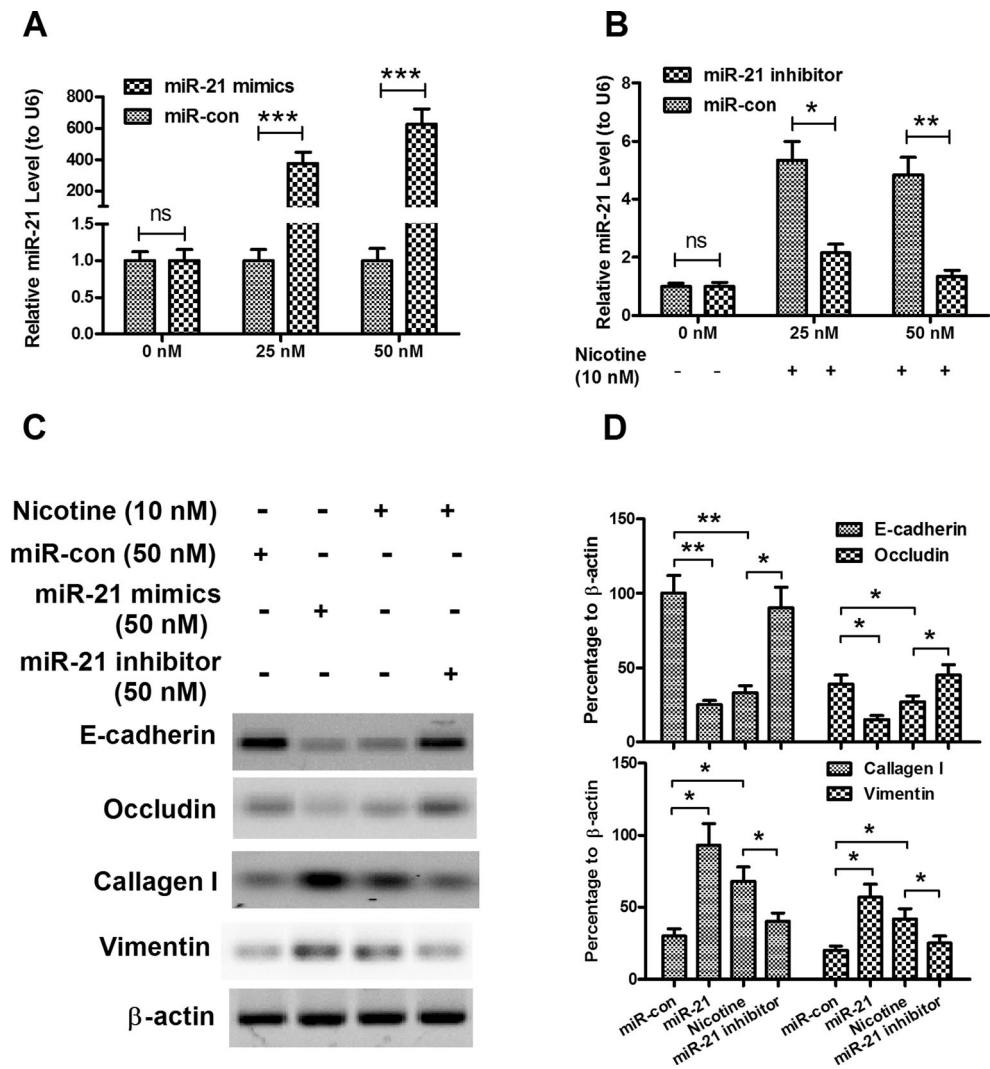 A
miR-21 mimics
miR-con
Relative miR-21 Level (to U6)
800
600
400
200
1.5
1.0
0.5
0.0
ns
***
***
0 nM
25 nM
50 nM
B
miR-21 inhibitor
miR-con
Relative miR-21 Level (to U6)
8
6
4
2
0
ns
*
**
0 nM
25 nM
50 nM
Nicotine
(10 nM)
- - + + + +
C
Nicotine (10 nM) - - + +
miR-con (50 nM) + - - -
miR-21 mimics
(50 nM) - + - -
miR-21 inhibitor
(50 nM) - - - +
E-cadherin
Occludin
Callagen I
Vimentin
β-actin
D
E-cadherin
Occludin
Percentage to β-actin
150
100
50
0
**
**
*
*
*
*
Callagen I
Vimentin
Percentage to β-actin
150
100
50
0
*
*
*
*
*
*
miR-con
miR-21
Nicotine
miR-21 inhibitor
miR-con
miR-21
Nicotine
miR-21 inhibitor